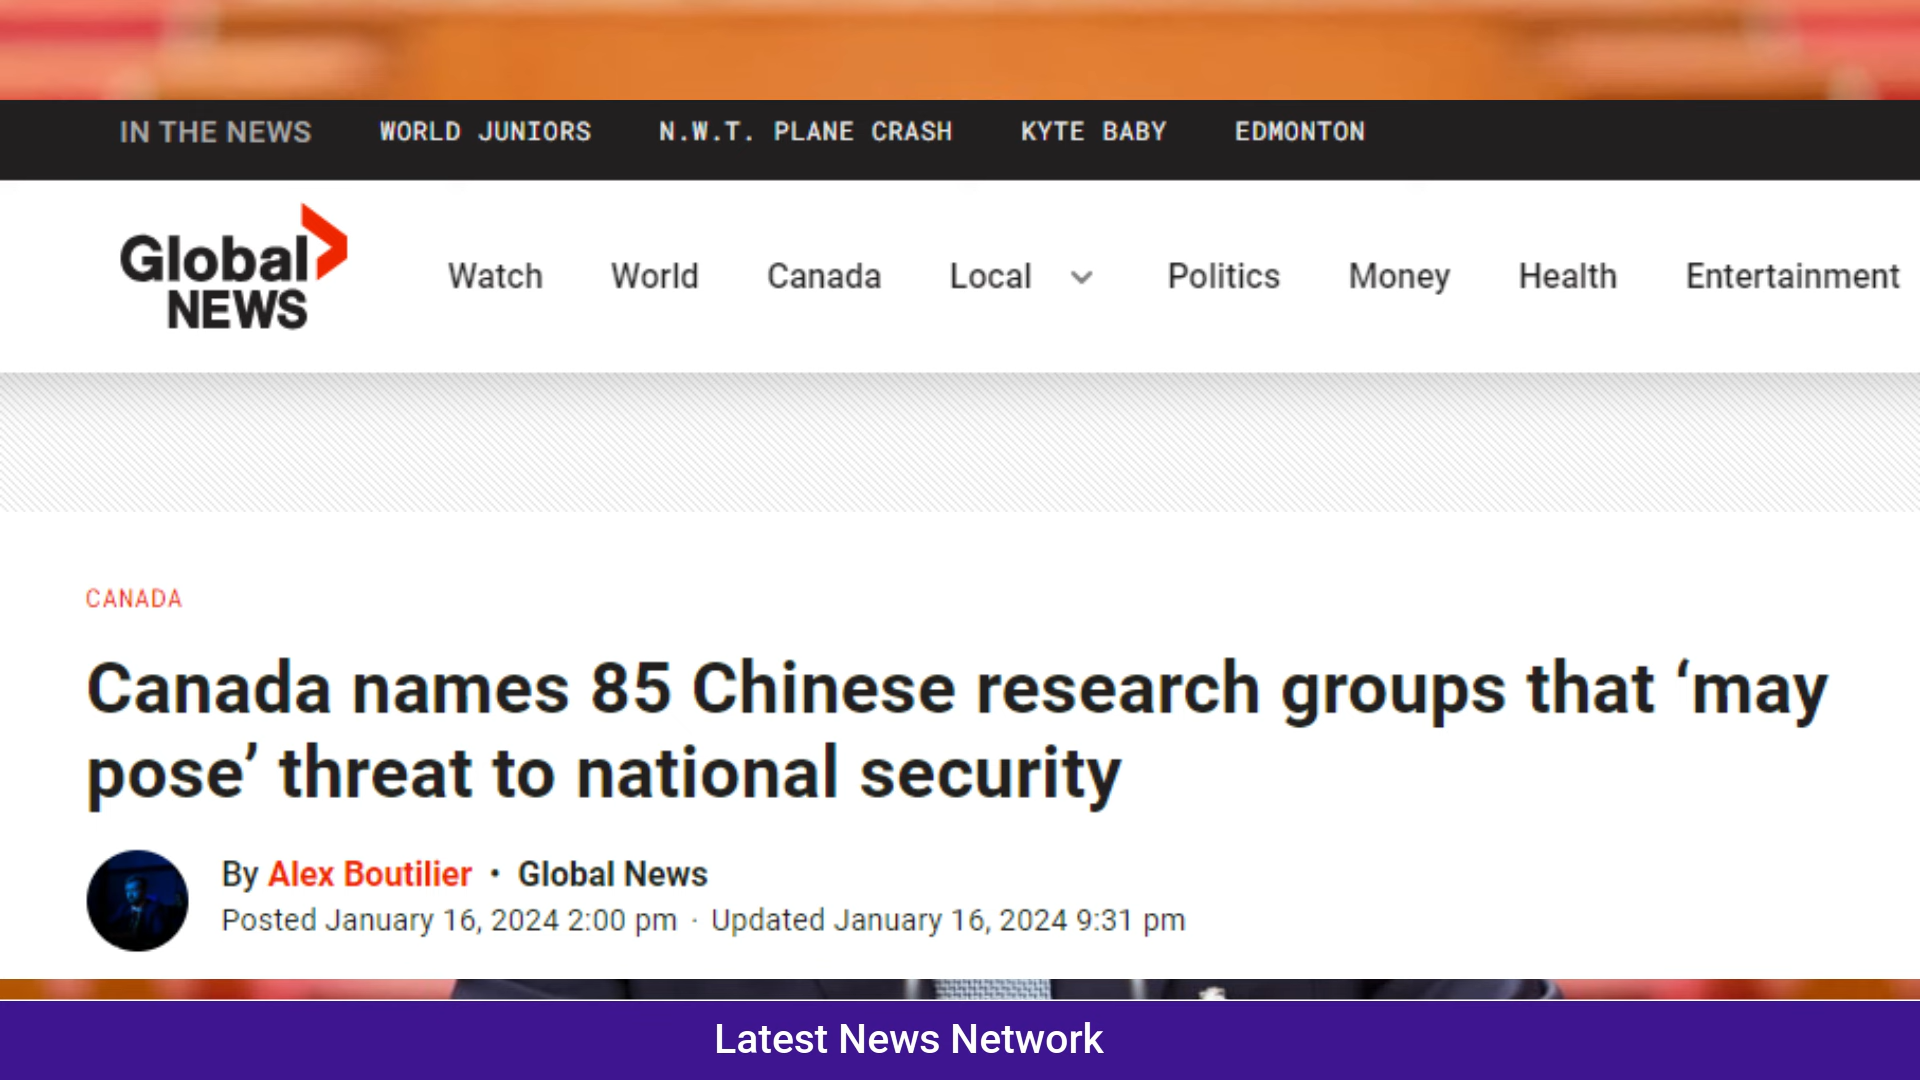 IN THE NEWS WORLD JUNIORS N.W.T. PLANE CRASH KYTE BABY EDMONTON
Global
NEWS
Watch World Canada Local Politics Money Health Entertainment
CANADA
Canada names 85 Chinese research groups that ‘may
pose’ threat to national security
By Alex Boutilier • Global News
Posted January 16, 2024 2:00 pm · Updated January 16, 2024 9:31 pm
Latest News Network